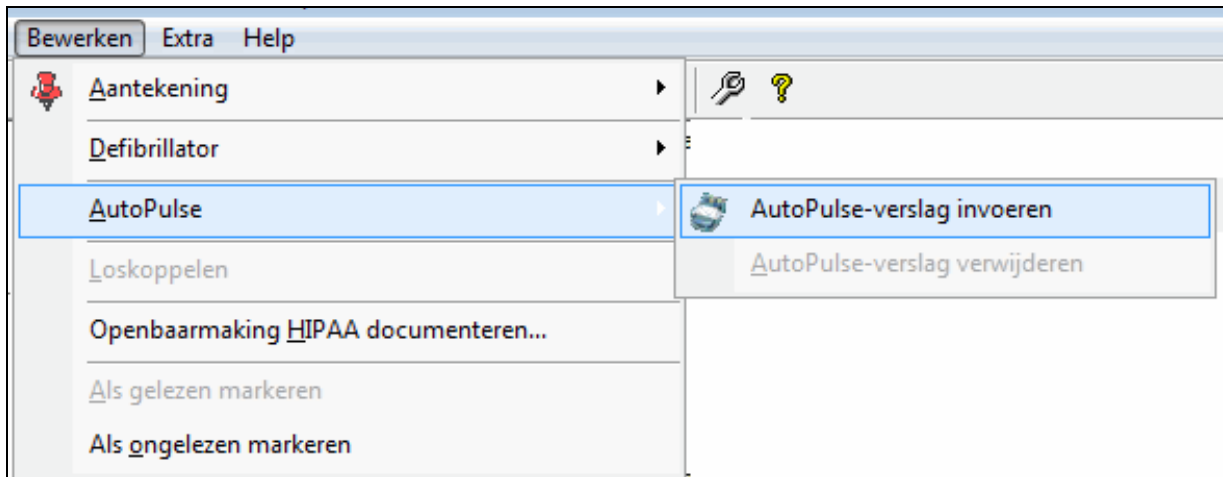 Bewerken Extra Help
Aantekening
Defibrillator
AutoPulse
AutoPulse-verslag invoeren
AutoPulse-verslag verwijderen
Loskoppelen
Openbaarmaking HIPAA documenteren...
Als gelezen markeren
Als ongelezen markeren